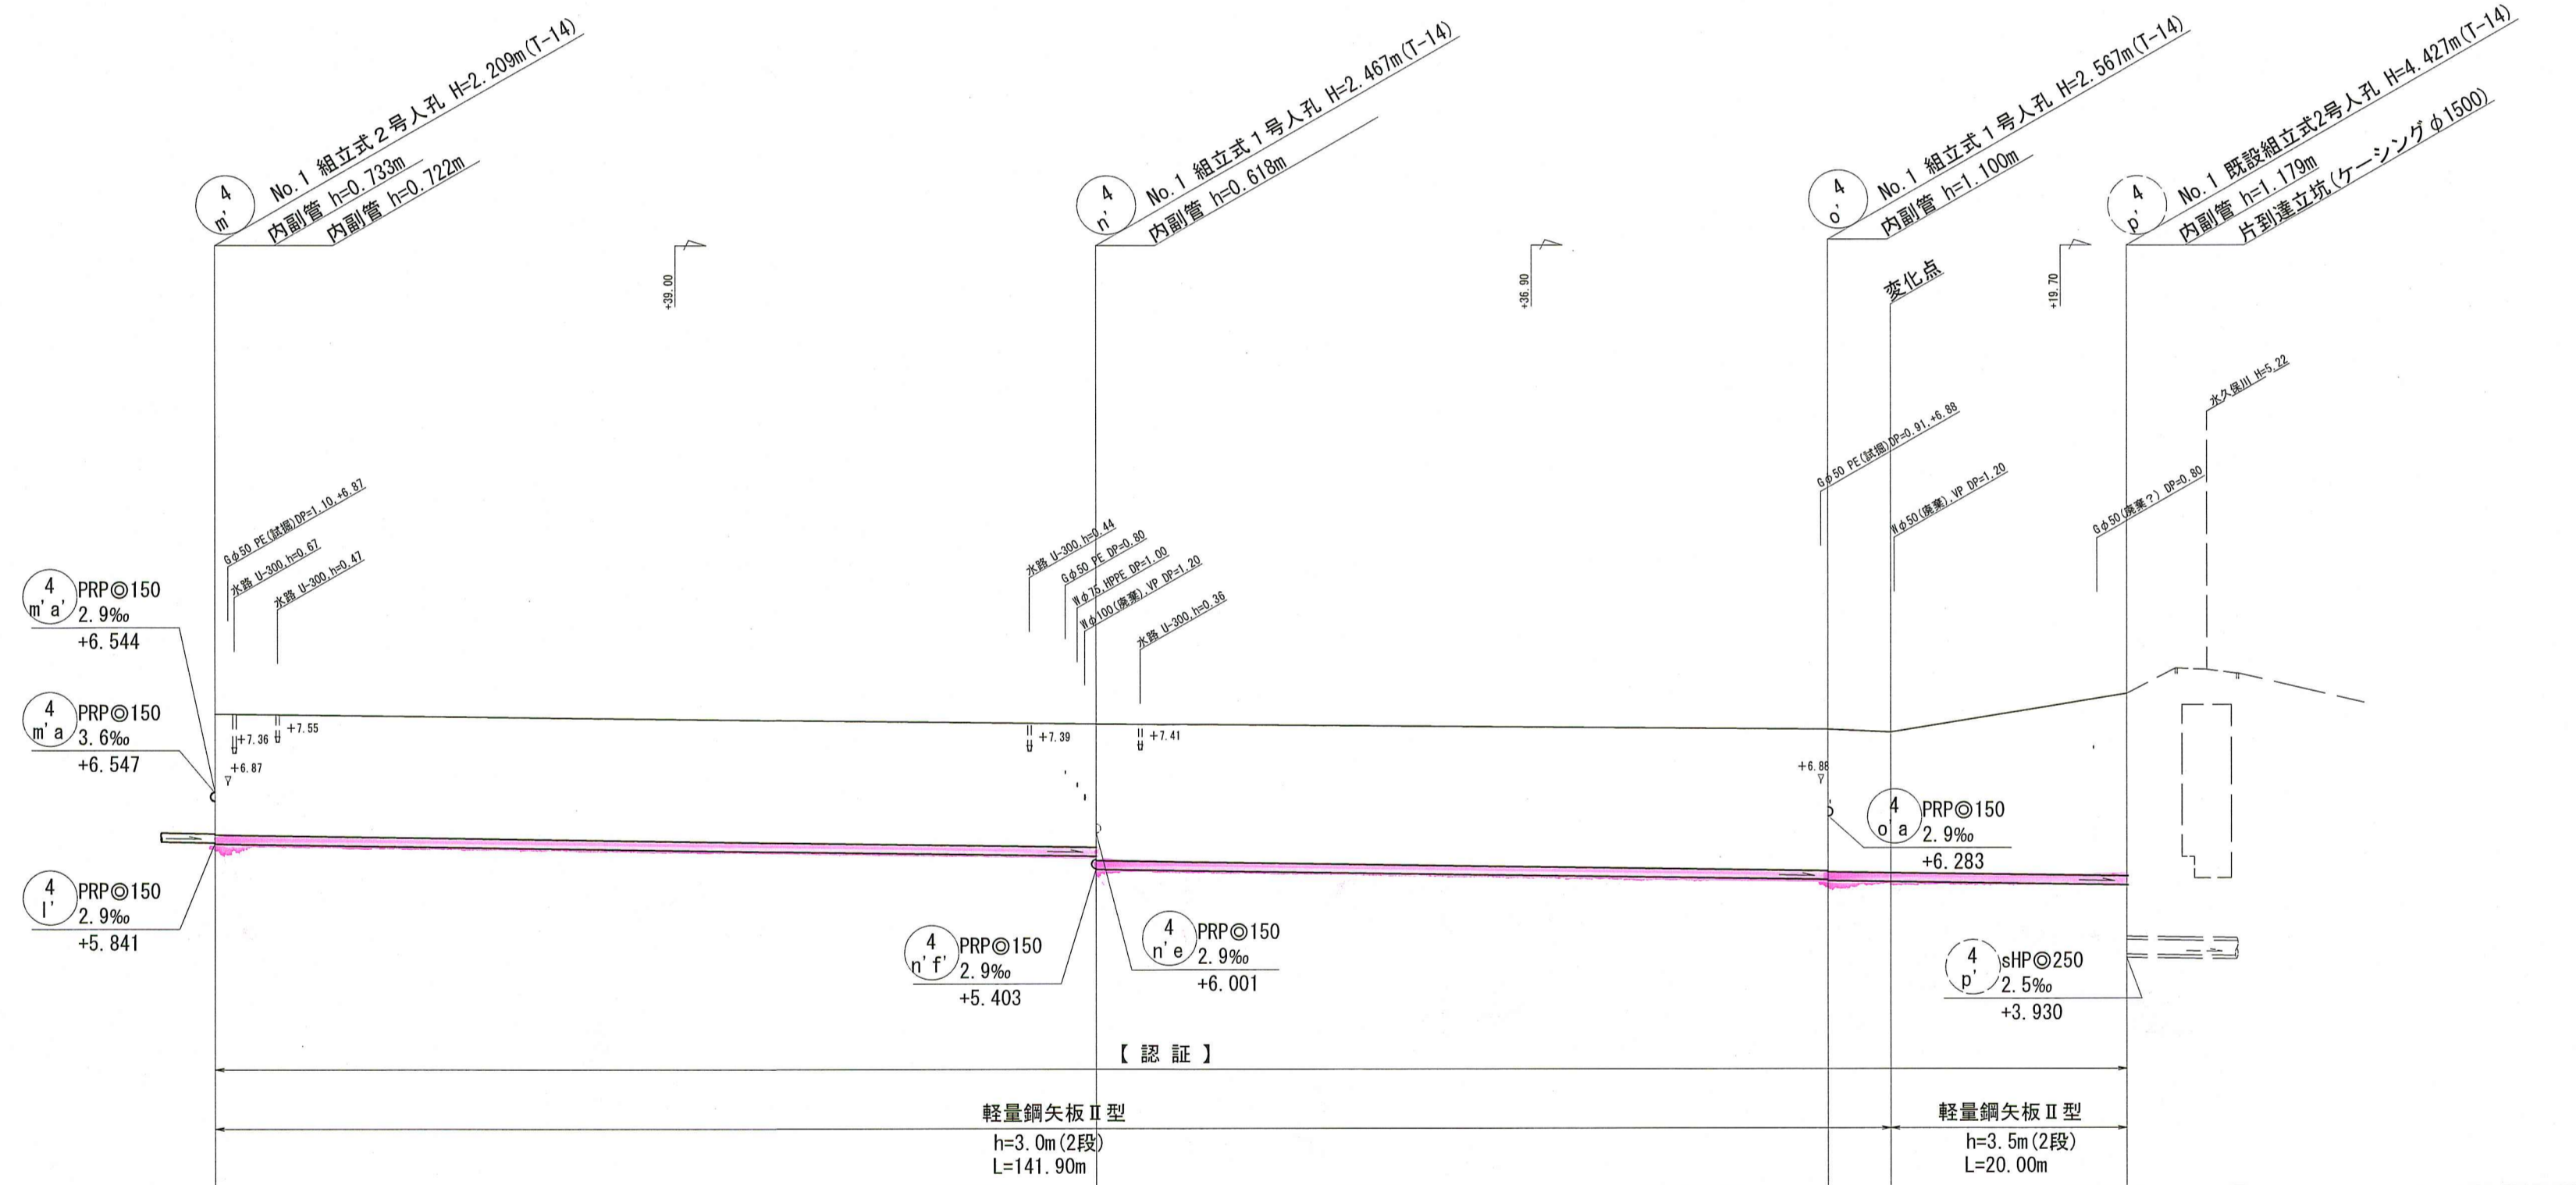 4
m'
No.1 組立式2号人孔 H=2.209m(T-14)
内副管 h=0.733m
内副管 h=0.722m
4
n'
No.1 組立式1号人孔 H=2.467m(T-14)
内副管 h=0.618m
4
o'
No.1 組立式1号人孔 H=2.567m(T-14)
内副管 h=1.100m
変化点
4
p'
No.1 既設組立式2号人孔 H=4.427m(T-14)
内副管 h=1.179m
片到達立坑(ケーシングφ1500)
+39.00
+36.90
+19.70
水久保川 H=5.22
Gφ50 PE(試掘)DP=1.10,+6.87
水路 U-300,h=0.67
水路 U-300,h=0.47
水路 U-300,h=0.44
Gφ50 PE DP=0.80
Wφ75,HPPE DP=1.00
Wφ100(廃棄),VP DP=1.20
水路 U-300,h=0.36
Gφ50 PE(試掘)DP=0.91,+6.88
Wφ50(廃棄),VP DP=1.20
Gφ50(廃棄?) DP=0.80
4
m'a'
PRP◎150
2.9‰
+6.544
4
m'a
PRP◎150
3.6‰
+6.547
+7.36
+7.55
+6.87
+7.39
+7.41
+6.88
4
o'a
PRP◎150
2.9‰
+6.283
4
l'
PRP◎150
2.9‰
+5.841
4
n'f'
PRP◎150
2.9‰
+5.403
4
n'e
PRP◎150
2.9‰
+6.001
4
p'
sHP◎250
2.5‰
+3.930
【 認 証 】
軽量鋼矢板Ⅱ型
h=3.0m(2段)
L=141.90m
軽量鋼矢板Ⅱ型
h=3.5m(2段)
L=20.00m